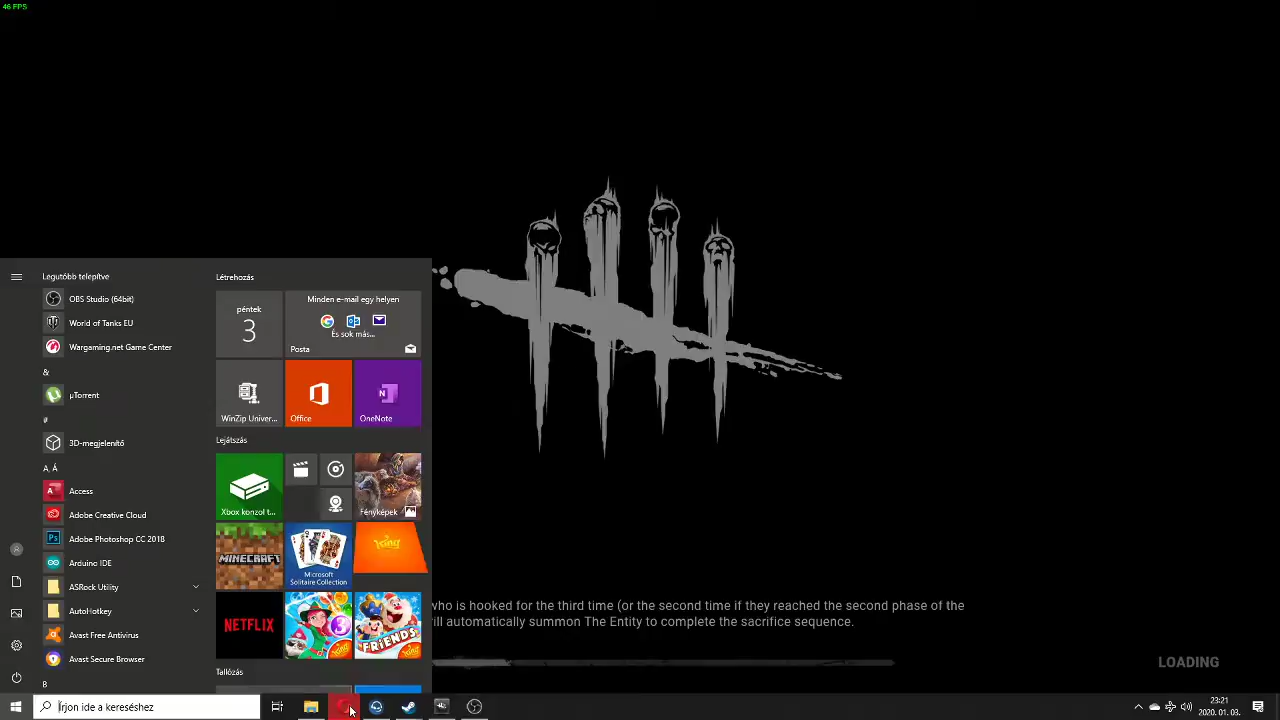 46 FPS
Legutóbb telepítve
OBS Studio (64bit)
World of Tanks EU
Wargaming.net Game Center
&
µTorrent
#
3D-megjelenítő
A, Á
Access
Adobe Creative Cloud
Adobe Photoshop CC 2018
Arduino IDE
ASRock Utility
AutoHotkey
Avast Free Antivirus
Avast Secure Browser
B
Létrehozás
péntek
3
Minden e-mail egy helyen
És sok más...
Posta
WinZip Univer...
Office
OneNote
Lejátszás
Xbox konzol t...
Fényképek
MINECRAFT
Microsoft
Solitaire Collection
King
NETFLIX
3
King
FRIENDS
King
Tallózás
who is hooked for the third time (or the second time if they reached the second phase of the
ill automatically summon The Entity to complete the sacrifice sequence.
LOADING
Írjon ide a kereséshez
23:21
2020. 01. 03.